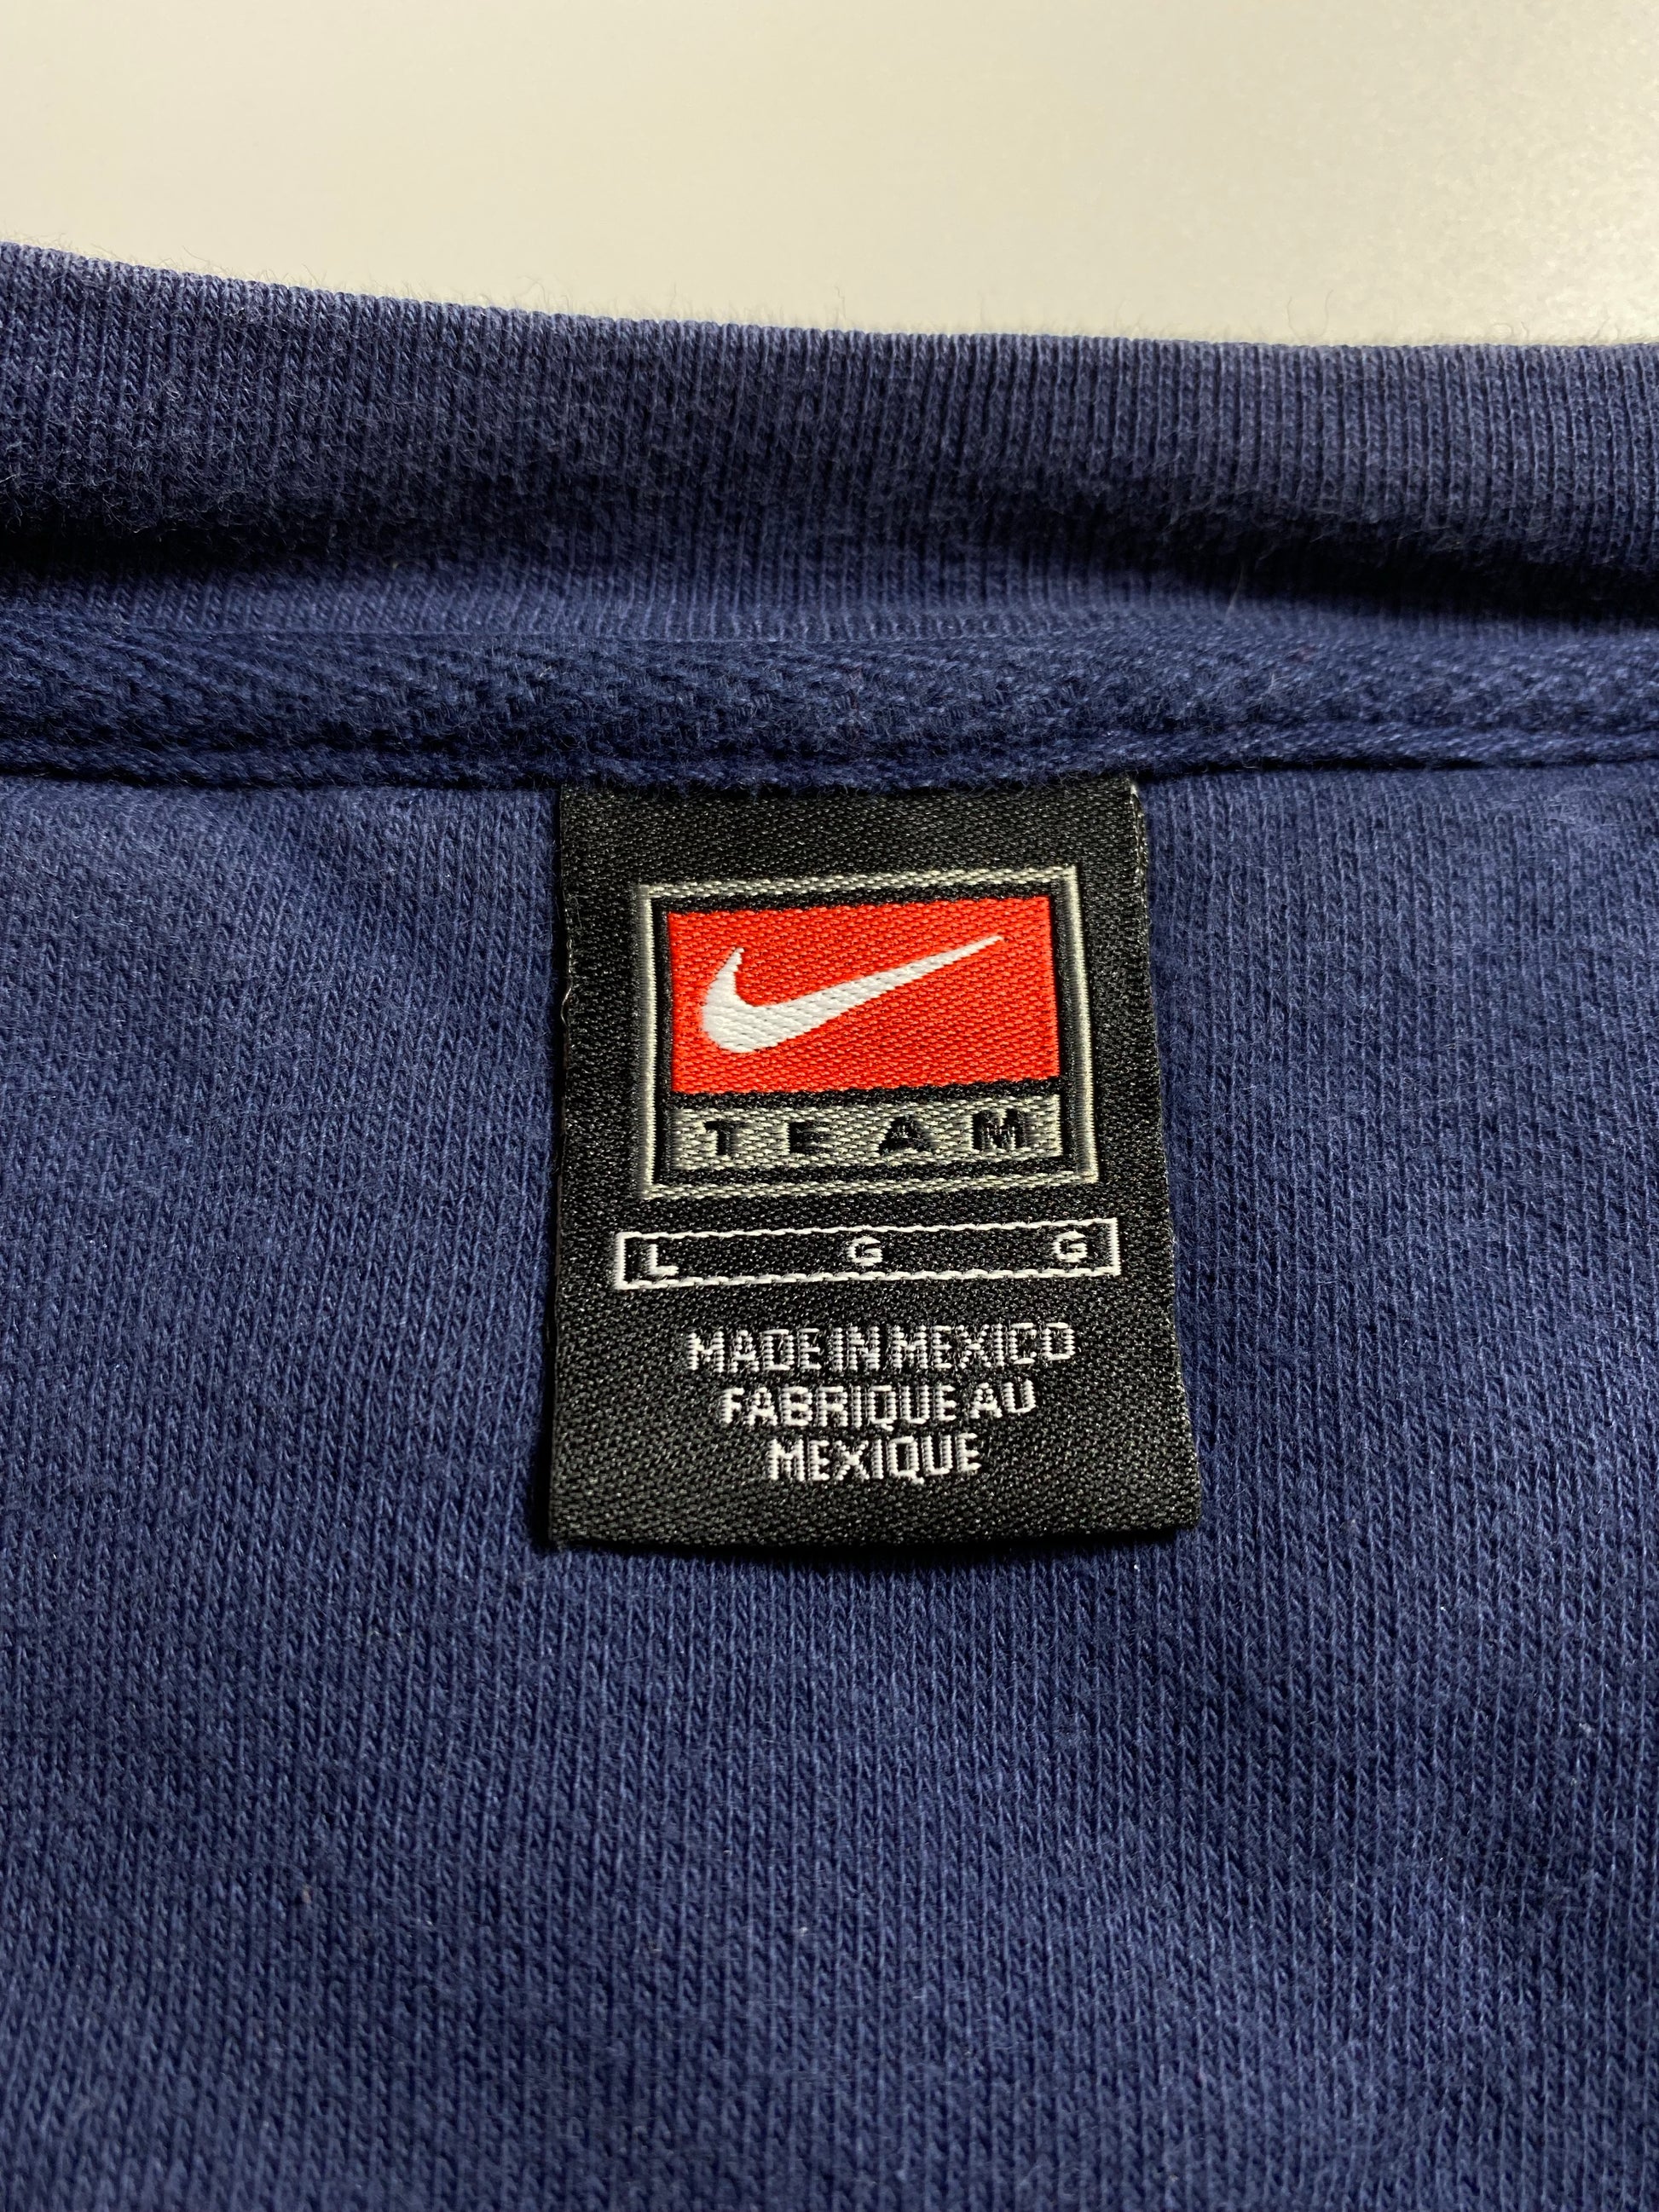 TEAM
L G G
MADE IN MEXICO
FABRIQUE AU
MEXIQUE